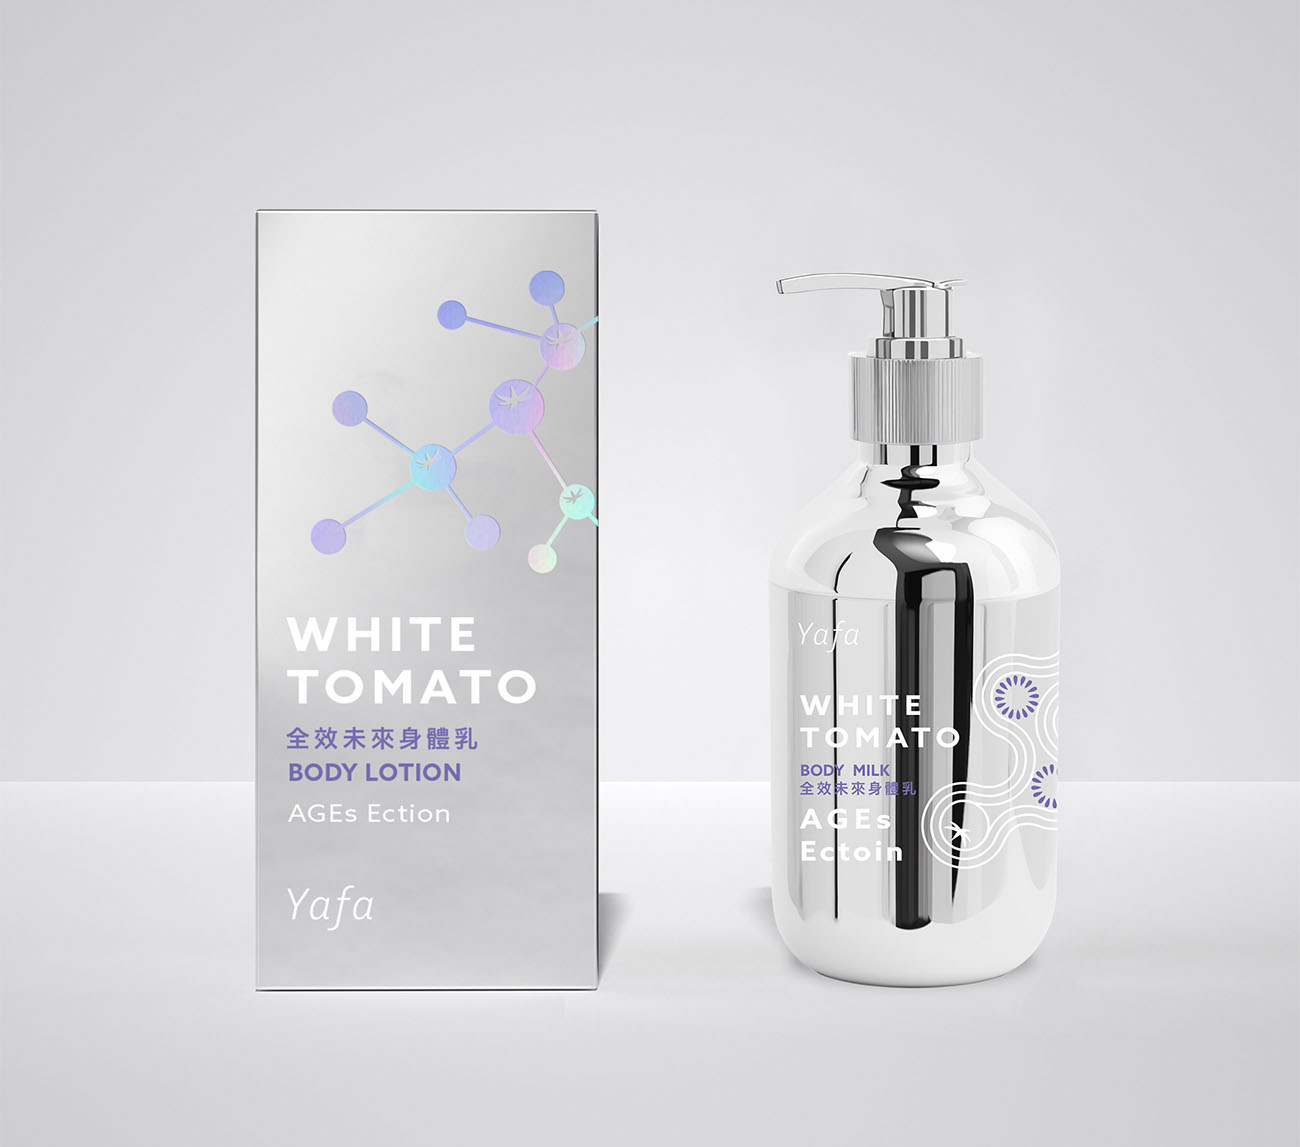 WHITE
TOMATO
全效未來身體乳
BODY LOTION
AGEs Ection
Yafa
Yafa
WHITE
TOMATO
BODY MILK
全效未來身體乳
AGEs
Ectoin